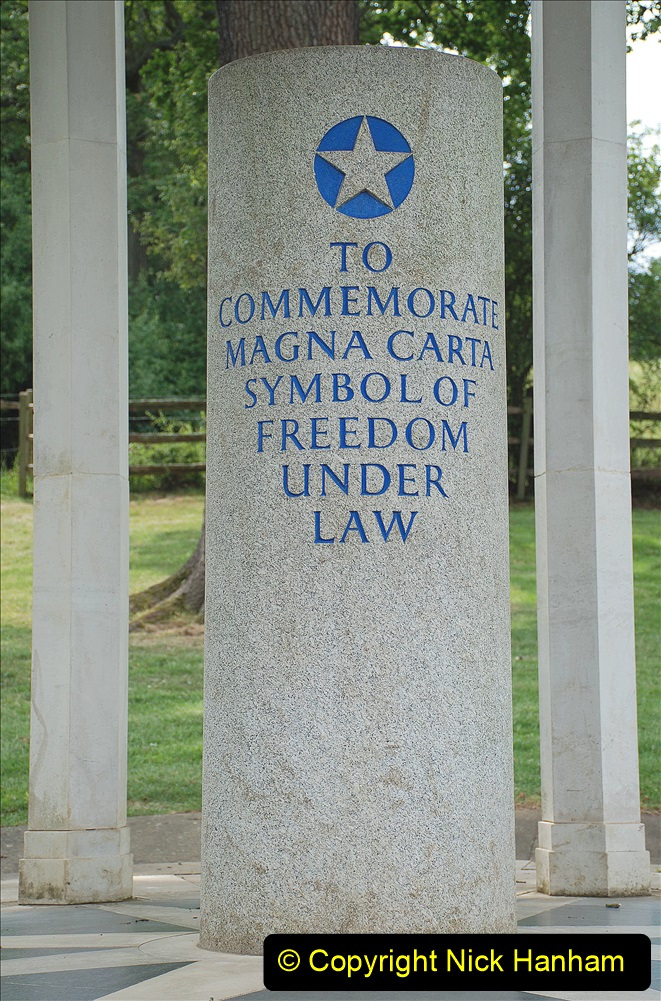 TO
COMMEMORATE
MAGNA CARTA
SYMBOL OF
FREEDOM
UNDER
LAW
© Copyright Nick Hanham